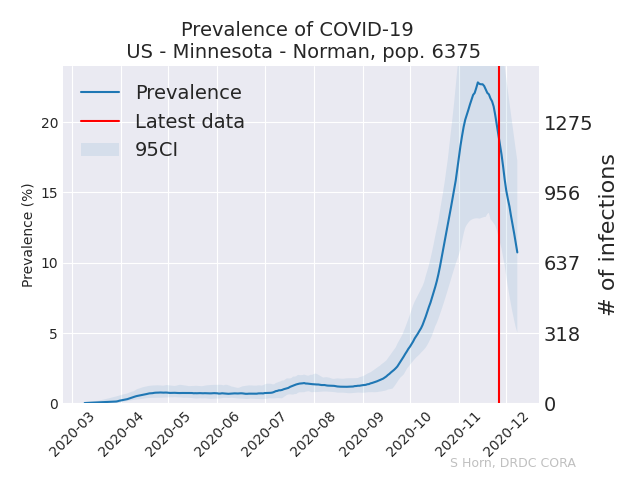 Prevalence of COVID-19
US - Minnesota - Norman, pop. 6375
Prevalence
Latest data
95CI
Prevalence (%)
20
15
10
5
0
1275
956
637
318
0
# of infections
2020-03
2020-04
2020-05
2020-06
2020-07
2020-08
2020-09
2020-10
2020-11
2020-12
S Horn, DRDC CORA